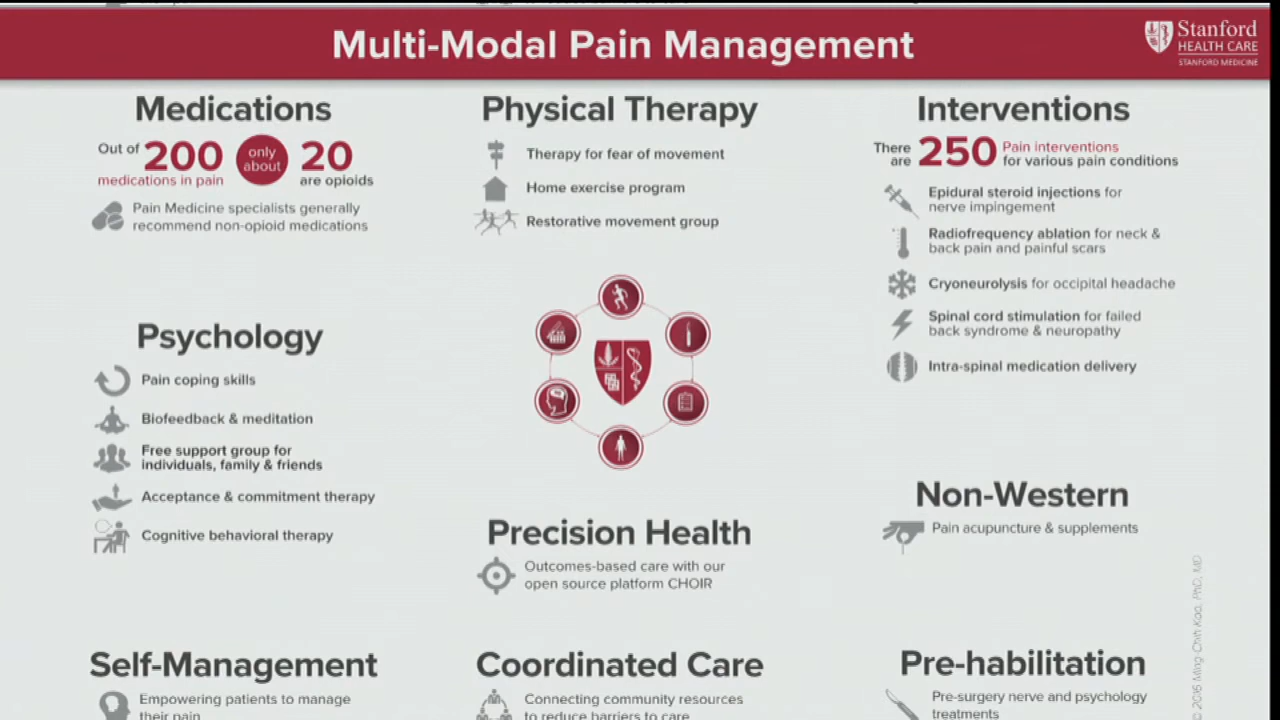 Multi-Modal Pain Management
Stanford
HEALTH CARE
STANFORD MEDICINE
Medications
Out of 200 only about 20
medications in pain are opioids
Pain Medicine specialists generally
recommend non-opioid medications
Psychology
Pain coping skills
Biofeedback & meditation
Free support group for
individuals, family & friends
Acceptance & commitment therapy
Cognitive behavioral therapy
Self-Management
Empowering patients to manage
their pain
Physical Therapy
Therapy for fear of movement
Home exercise program
Restorative movement group
Precision Health
Outcomes-based care with our
open source platform CHOIR
Coordinated Care
Connecting community resources
to reduce barriers to care
Interventions
There are 250 Pain interventions
for various pain conditions
Epidural steroid injections for
nerve impingement
Radiofrequency ablation for neck &
back pain and painful scars
Cryoneurolysis for occipital headache
Spinal cord stimulation for failed
back syndrome & neuropathy
Intra-spinal medication delivery
Non-Western
Pain acupuncture & supplements
Pre-habilitation
Pre-surgery nerve and psychology
treatments
Ming Chih Kao, PhD, MD